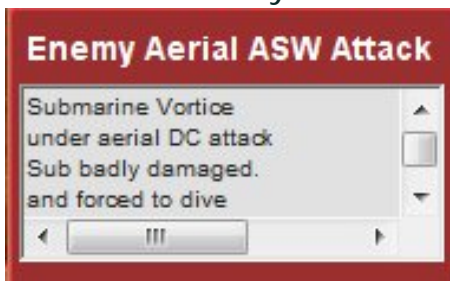 Enemy Aerial ASW Attack
Submarine Vortice
under aerial DC attack
Sub badly damaged.
and forced to dive